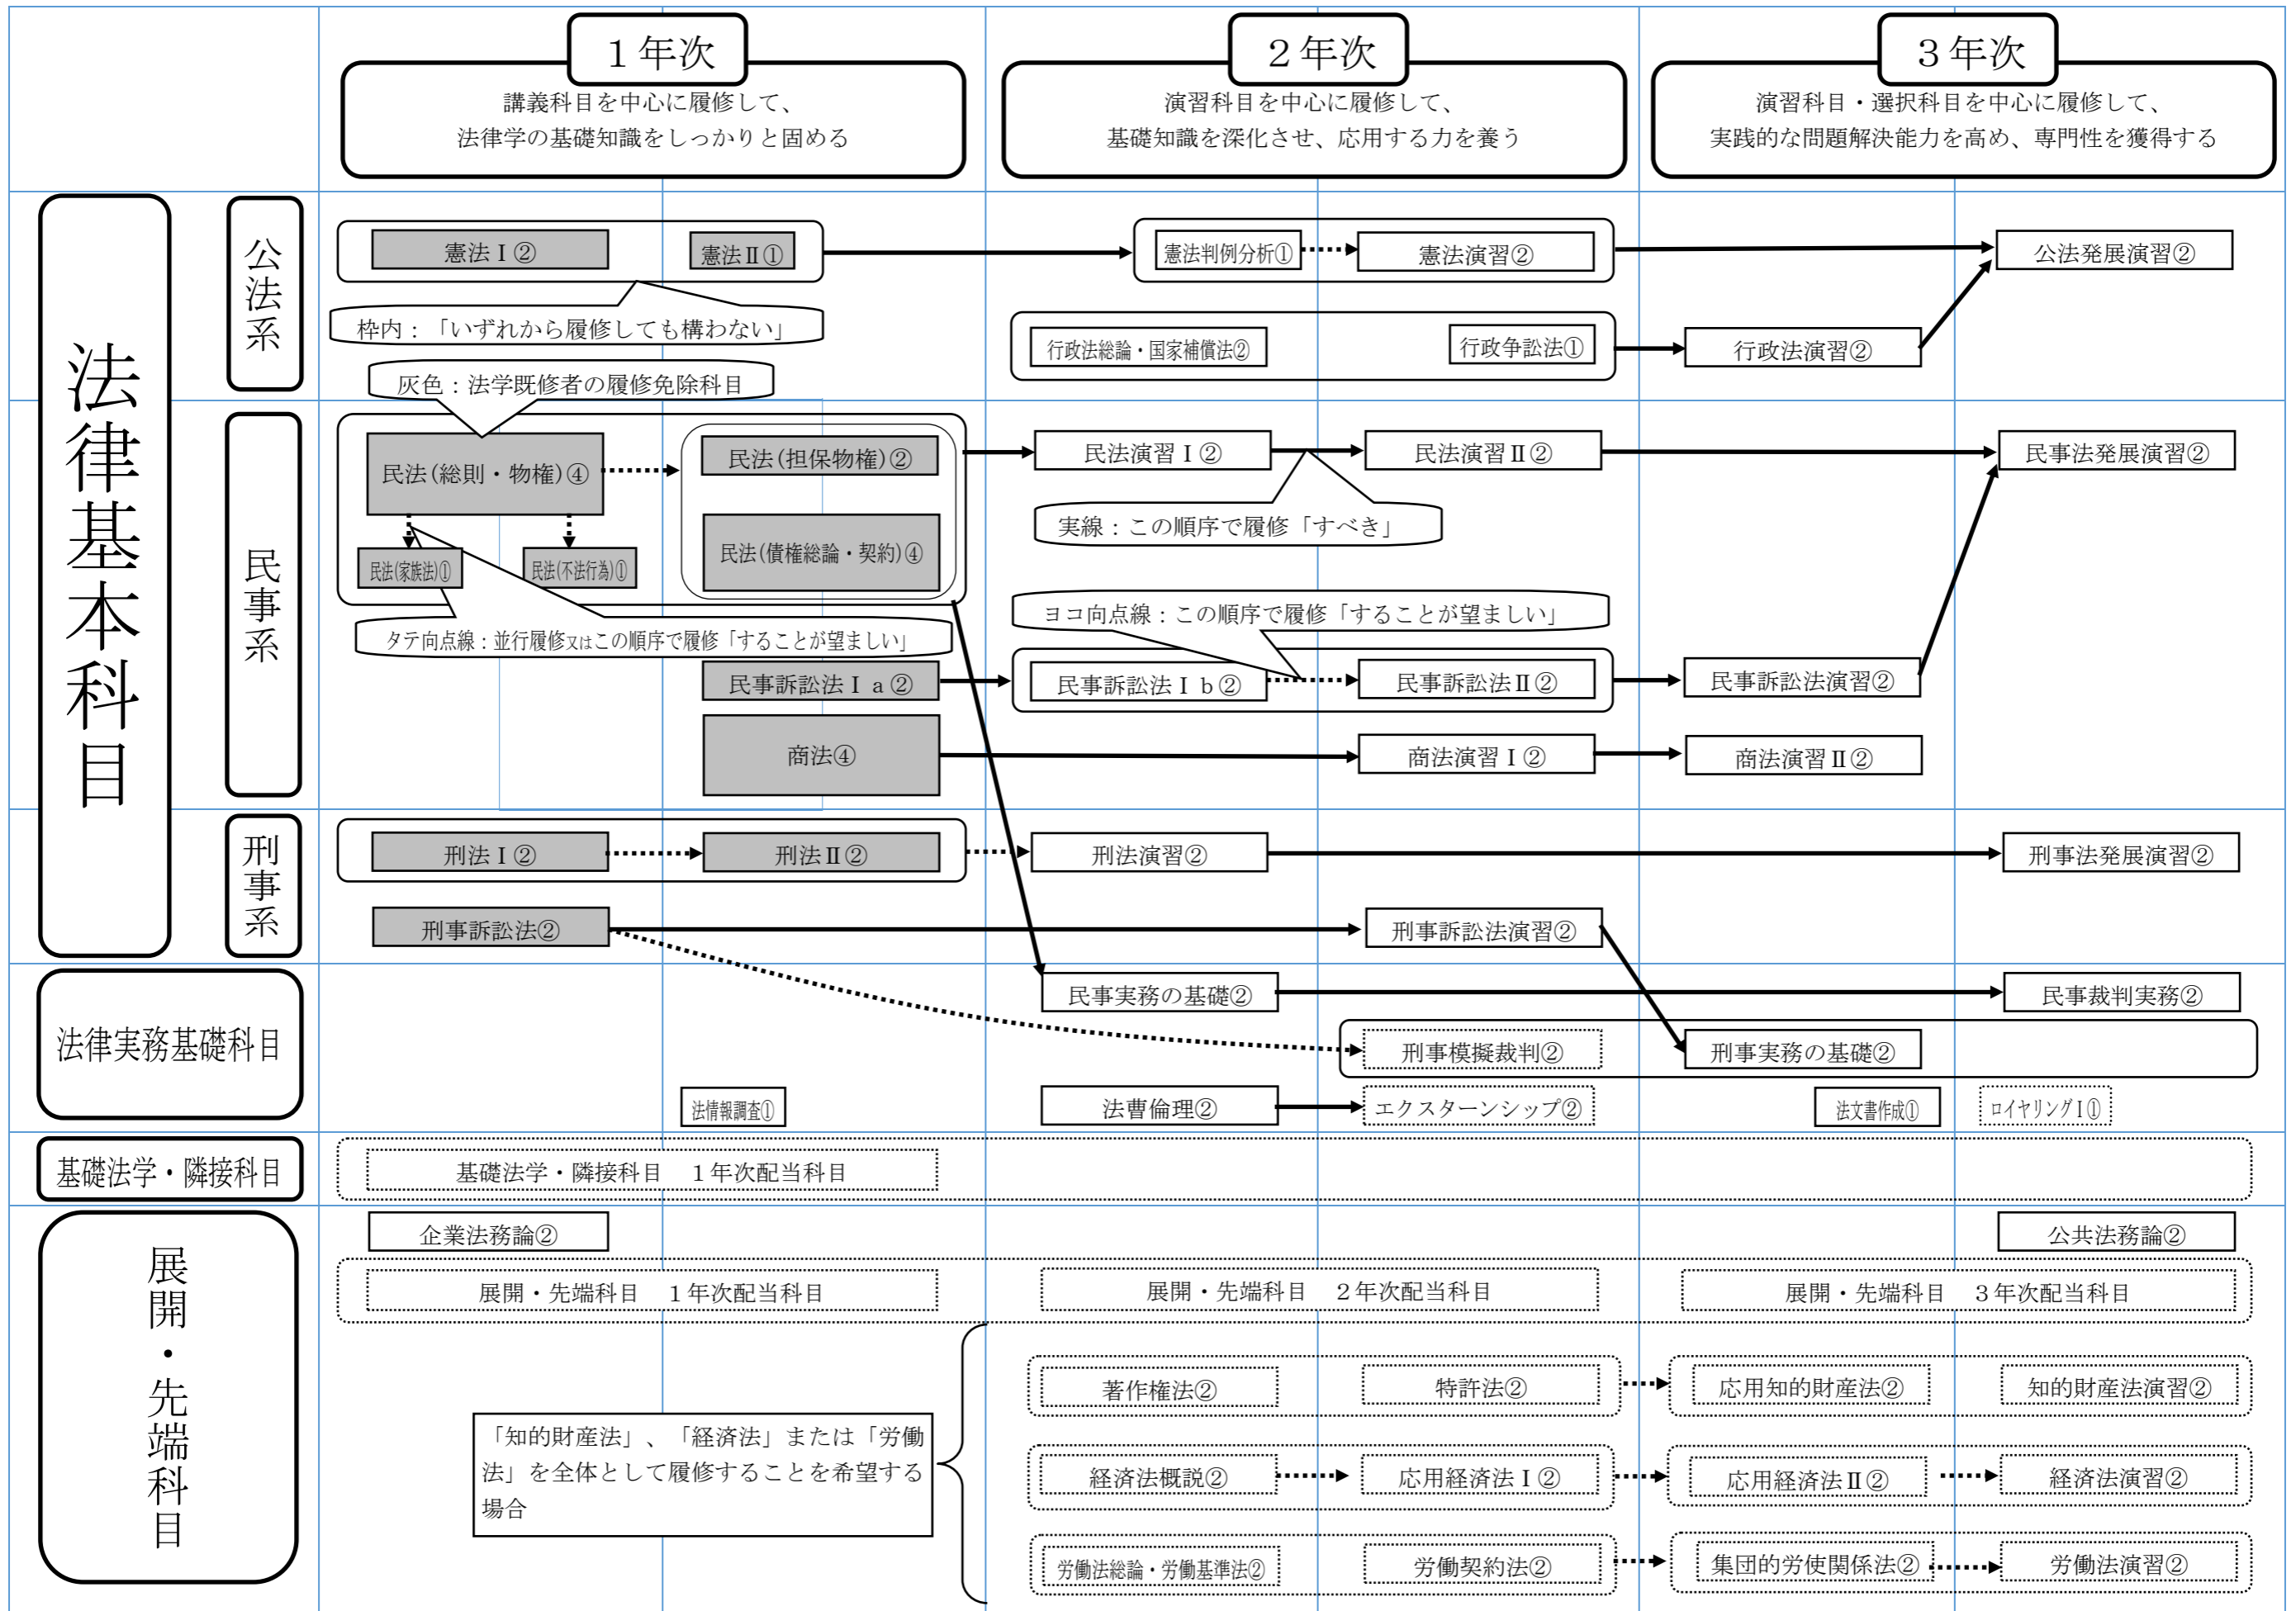 １年次
講義科目を中心に履修して、
法律学の基礎知識をしっかりと固める
２年次
演習科目を中心に履修して、
基礎知識を深化させ、応用する力を養う
３年次
演習科目・選択科目を中心に履修して、
実践的な問題解決能力を高め、専門性を獲得する
法律基本科目
公法系
憲法Ⅰ②
憲法Ⅱ①
憲法判例分析①
憲法演習②
公法発展演習②
枠内：「いずれから履修しても構わない」
行政法総論・国家補償法②
行政争訟法①
行政法演習②
灰色：法学既修者の履修免除科目
民事系
民法(総則・物権)④
民法(担保物権)②
民法演習Ⅰ②
民法演習Ⅱ②
民事法発展演習②
実線：この順序で履修「すべき」
民法(債権総論・契約)④
民法(家族法)①
民法(不法行為)①
ヨコ向点線：この順序で履修「することが望ましい」
タテ向点線：並行履修又はこの順序で履修「することが望ましい」
民事訴訟法Ⅰａ②
民事訴訟法Ⅰｂ②
民事訴訟法Ⅱ②
民事訴訟法演習②
商法④
商法演習Ⅰ②
商法演習Ⅱ②
刑事系
刑法Ⅰ②
刑法Ⅱ②
刑法演習②
刑事法発展演習②
刑事訴訟法②
刑事訴訟法演習②
法律実務基礎科目
民事実務の基礎②
民事裁判実務②
刑事模擬裁判②
刑事実務の基礎②
法情報調査①
法曹倫理②
エクスターンシップ②
法文書作成①
ロイヤリングⅠ①
基礎法学・隣接科目
基礎法学・隣接科目　１年次配当科目
展開・先端科目
企業法務論②
公共法務論②
展開・先端科目　１年次配当科目
展開・先端科目　２年次配当科目
展開・先端科目　３年次配当科目
「知的財産法」、「経済法」または「労働
法」を全体として履修することを希望する
場合
著作権法②
特許法②
応用知的財産法②
知的財産法演習②
経済法概説②
応用経済法Ⅰ②
応用経済法Ⅱ②
経済法演習②
労働法総論・労働基準法②
労働契約法②
集団的労使関係法②
労働法演習②